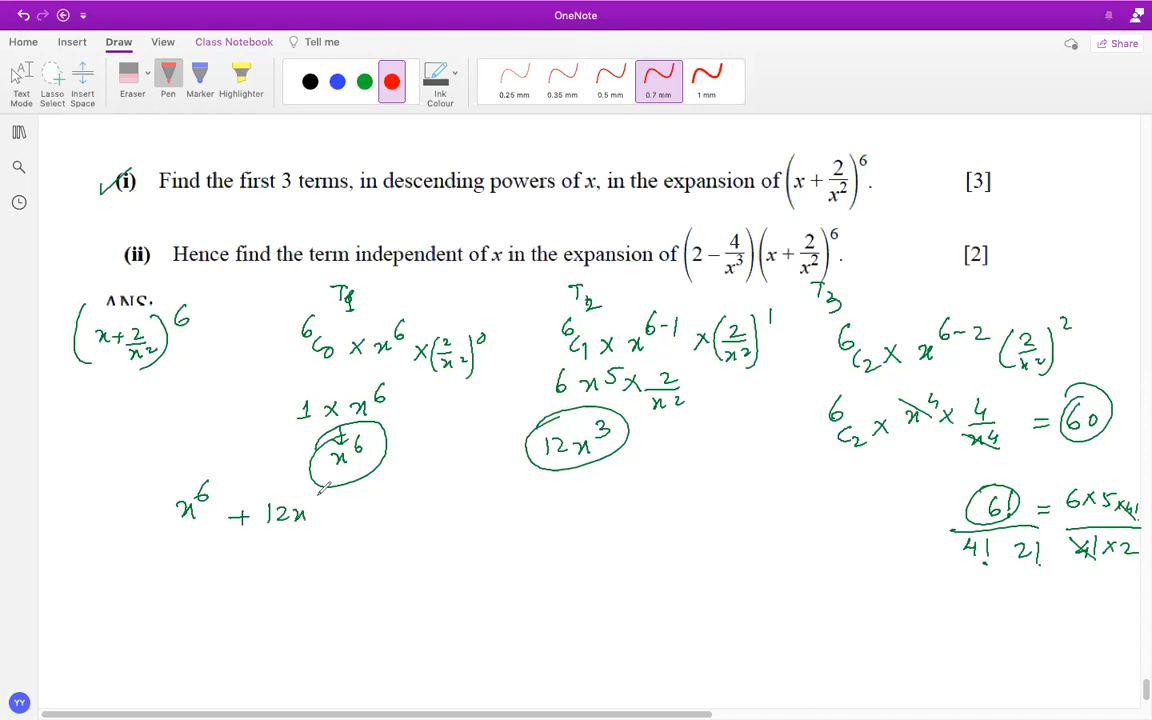 OneNote
Home Insert Draw View Class Notebook Tell me
Share
Text Mode Lasso Select Insert Space Eraser Pen Marker Highlighter Ink Colour 0.25 mm 0.35 mm 0.5 mm 0.7 mm 1 mm
(i) Find the first 3 terms, in descending powers of x, in the expansion of (x + 2/x²)⁶. [3]
(ii) Hence find the term independent of x in the expansion of (2 − 4/x³)(x + 2/x²)⁶. [2]
ANS:
T1 T2 T3
(x + 2/x²)⁶
⁶C₀ × x⁶ × (2/x²)⁰
⁶C₁ × x⁶⁻¹ × (2/x²)¹
⁶C₂ × x⁶⁻² (2/x²)²
1 × x⁶
6x⁵ × 2/x²
⁶C₂ × x⁴ × 4/x⁴ = 60
x⁶
12x³
x⁶ + 12x
6!/4! 2! = 6×5×4!/4!×2
YY